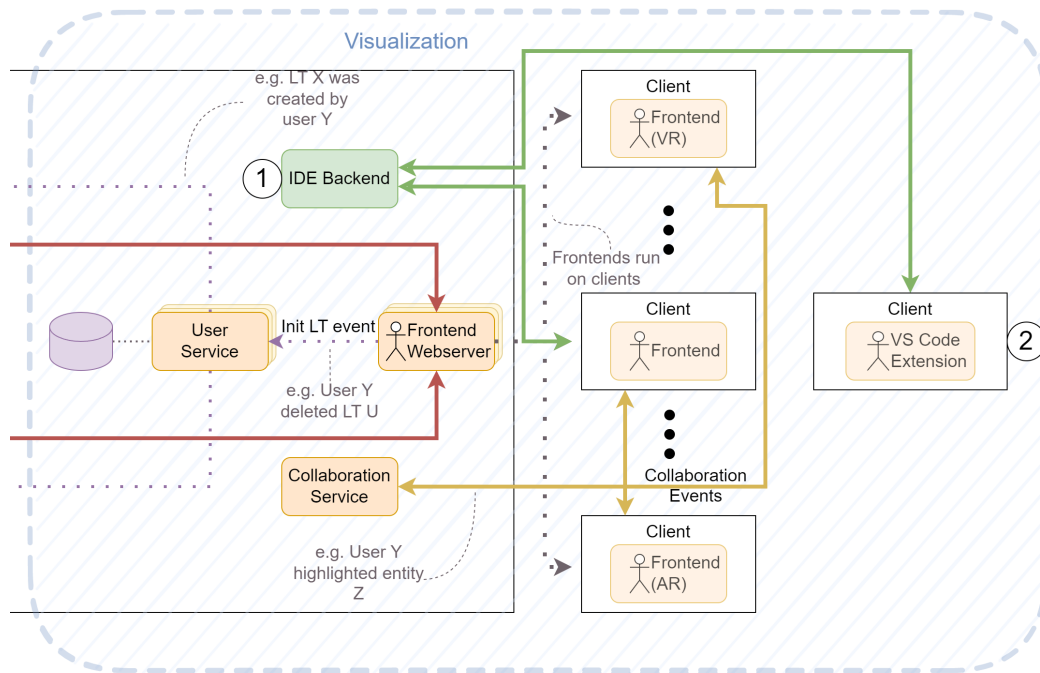 Visualization
e.g. LT X was
created by
user Y
1
IDE Backend
Client
Frontend
(VR)
Frontends run
on clients
User
Service
Init LT event
Frontend
Webserver
e.g. User Y
deleted LT U
Client
Frontend
Client
VS Code
Extension
2
Collaboration
Service
Collaboration
Events
e.g. User Y
highlighted entity
Z
Client
Frontend
(AR)